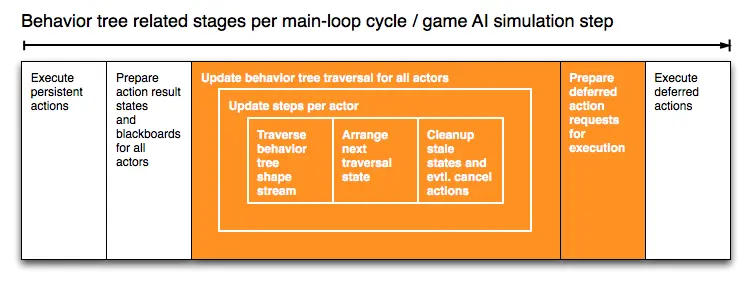 Behavior tree related stages per main-loop cycle / game AI simulation step
Execute
persistent
actions
Prepare
action result
states
and
blackboards
for all
actors
Update behavior tree traversal for all actors
Update steps per actor
Traverse
behavior
tree
shape
stream
Arrange
next
traversal
state
Cleanup
stale
states and
evtl. cancel
actions
Prepare
deferred
action
requests
for
execution
Execute
deferred
actions